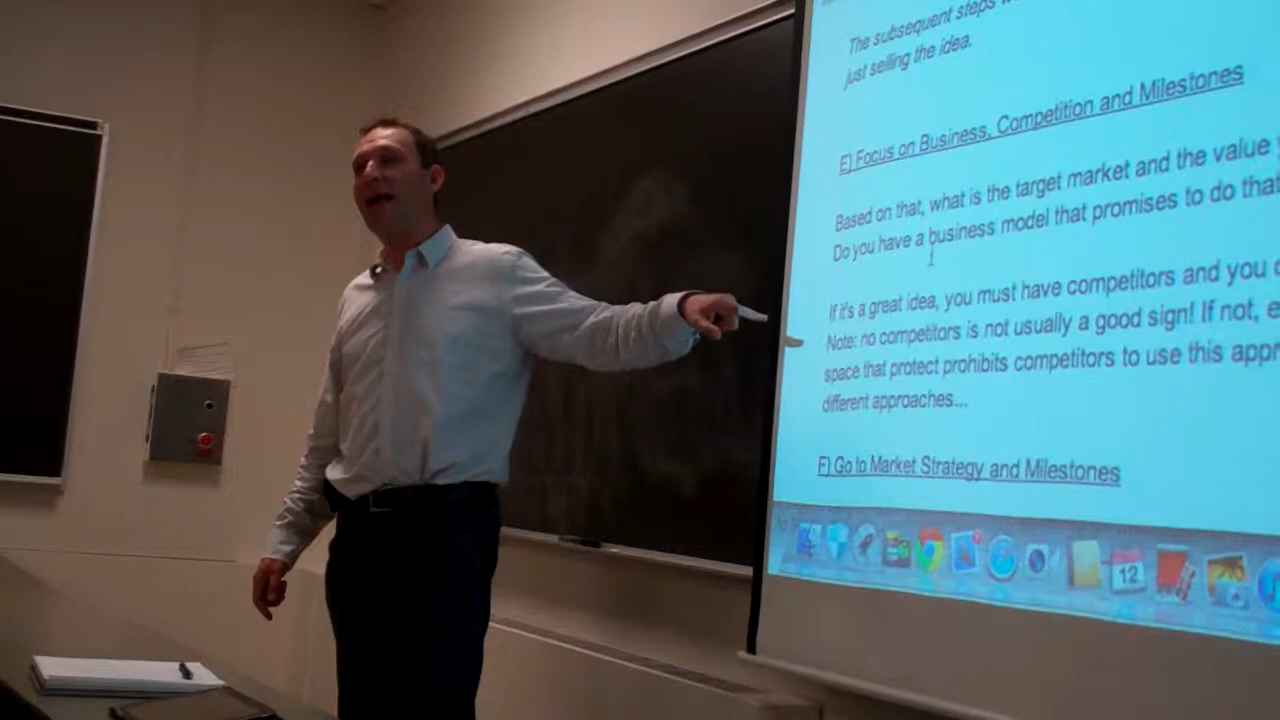 The subsequent steps
just selling the idea.
E) Focus on Business, Competition and Milestones
Based on that, what is the target market and the value
Do you have a business model that promises to do that
If it's a great idea, you must have competitors and you
Note: no competitors is not usually a good sign! If not,
space that protect prohibits competitors to use this
different approaches...
F) Go to Market Strategy and Milestones
12